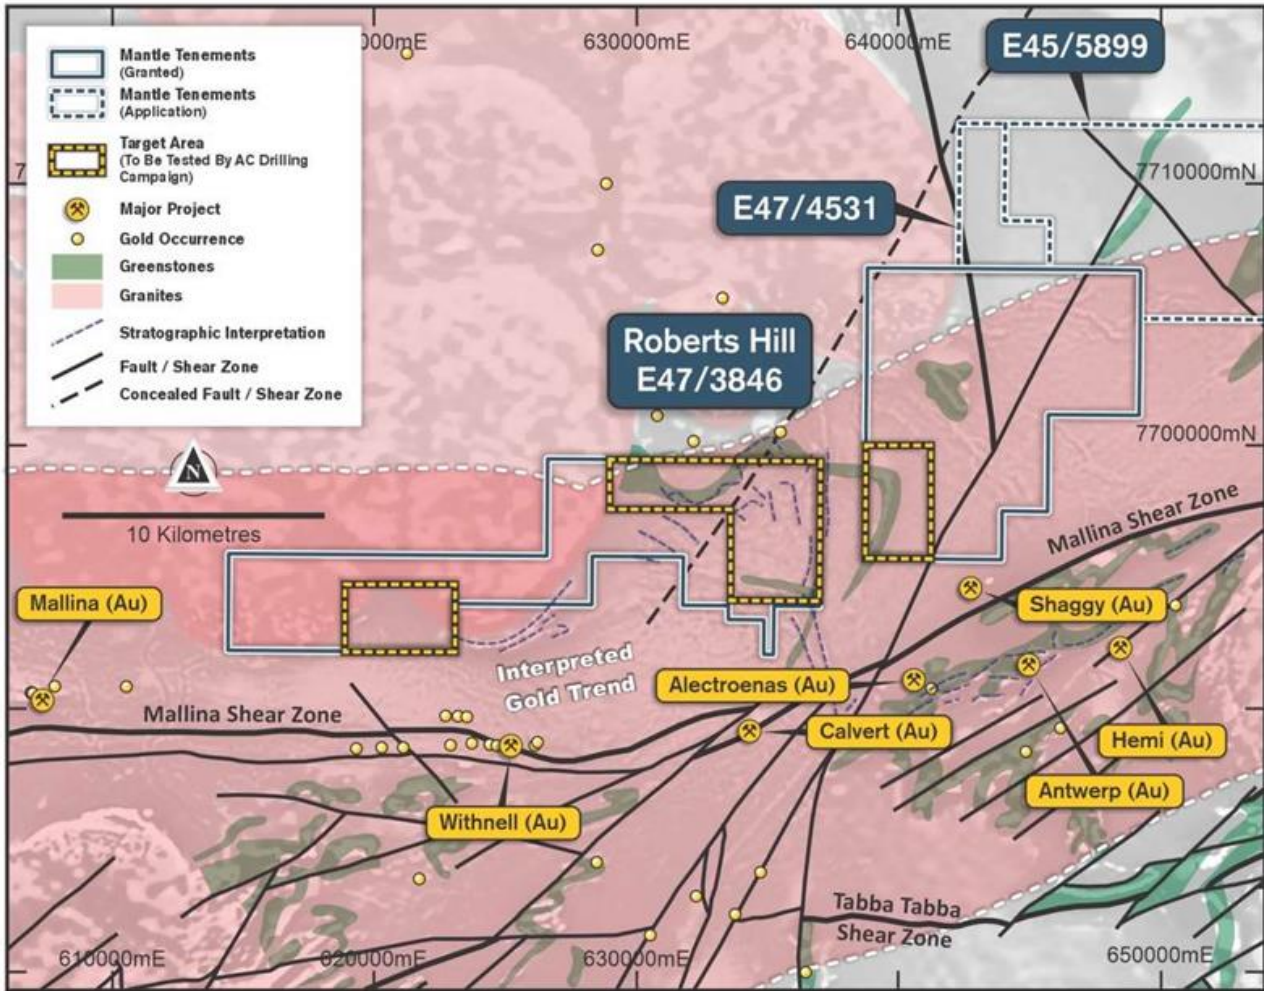 000mE
630000mE
640000mE
E45/5899
Mantle Tenements
(Granted)
Mantle Tenements
(Application)
Target Area
(To Be Tested By AC Drilling
Campaign)
Major Project
Gold Occurrence
Greenstones
Granites
Stratographic Interpretation
Fault / Shear Zone
Concealed Fault / Shear Zone
7
7710000mN
E47/4531
Roberts Hill
E47/3846
7700000mN
N
10 Kilometres
Mallina Shear Zone
Mallina (Au)
Shaggy (Au)
Interpreted
Gold Trend
Alectroenas (Au)
Mallina Shear Zone
Calvert (Au)
Hemi (Au)
Antwerp (Au)
Withnell (Au)
Tabba Tabba
Shear Zone
610000mE
620000mE
630000mE
650000mE